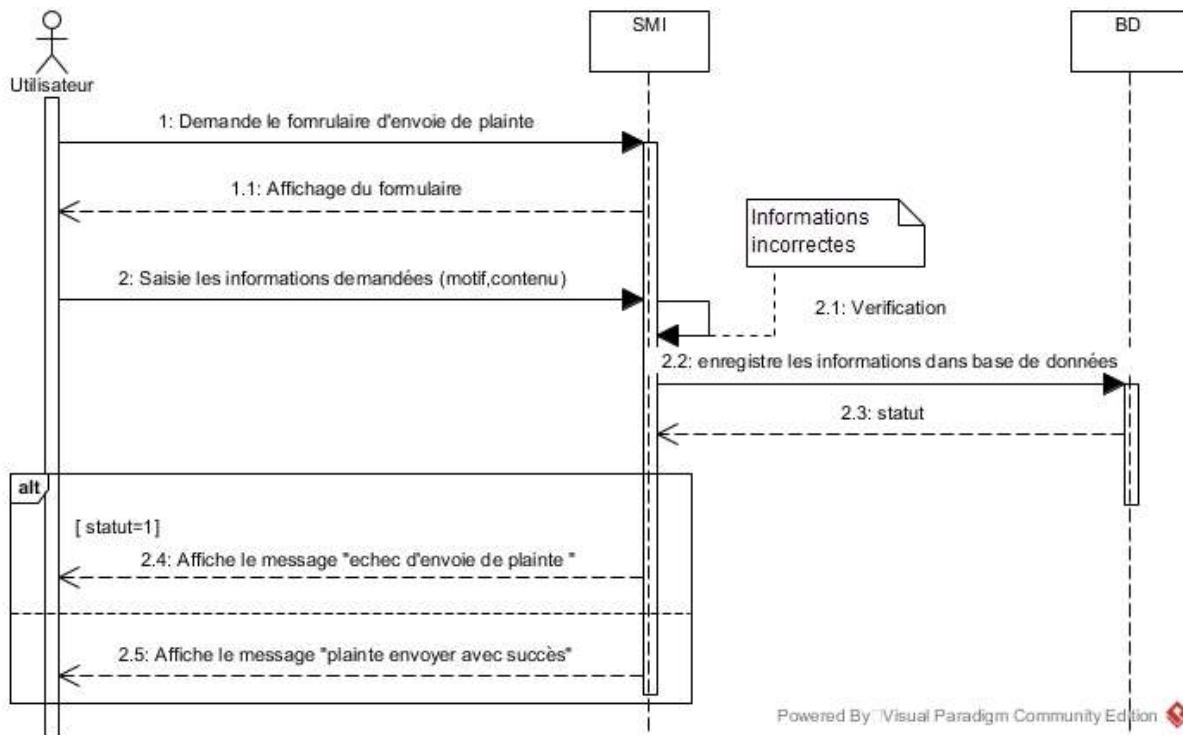 SMI
BD
Utilisateur
1: Demande le fomrulaire d'envoie de plainte
1.1: Affichage du formulaire
Informations
incorrectes
2: Saisie les informations demandées (motif,contenu)
2.1: Verification
2.2: enregistre les informations dans base de données
2.3: statut
alt
[ statut=1]
2.4: Affiche le message "echec d'envoie de plainte "
2.5: Affiche le message "plainte envoyer avec succès"
Powered By Visual Paradigm Community Edition